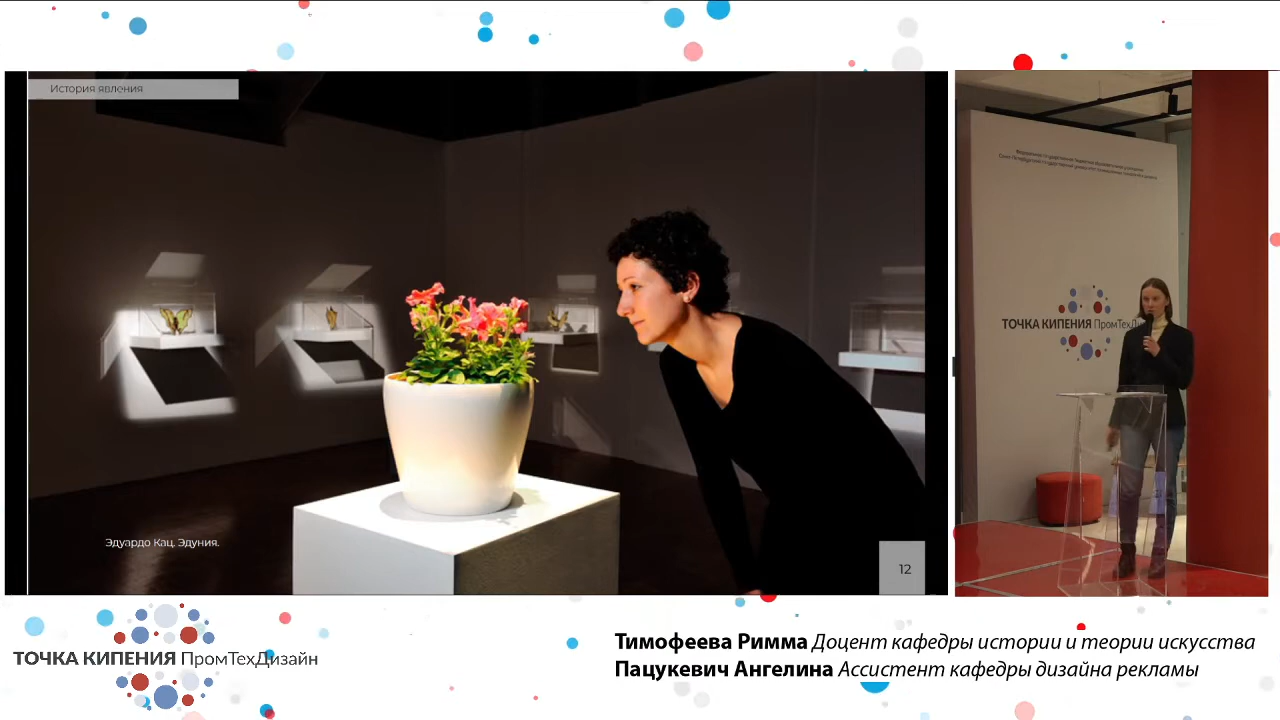 История явления
Эдуардо Кац. Эдуния.
12
ТОЧКА КИПЕНИЯ ПромТехДи
ТОЧКА КИПЕНИЯ ПромТехДизайн
Тимофеева Римма Доцент кафедры истории и теории искусства
Пацукевич Ангелина Ассистент кафедры дизайна рекламы